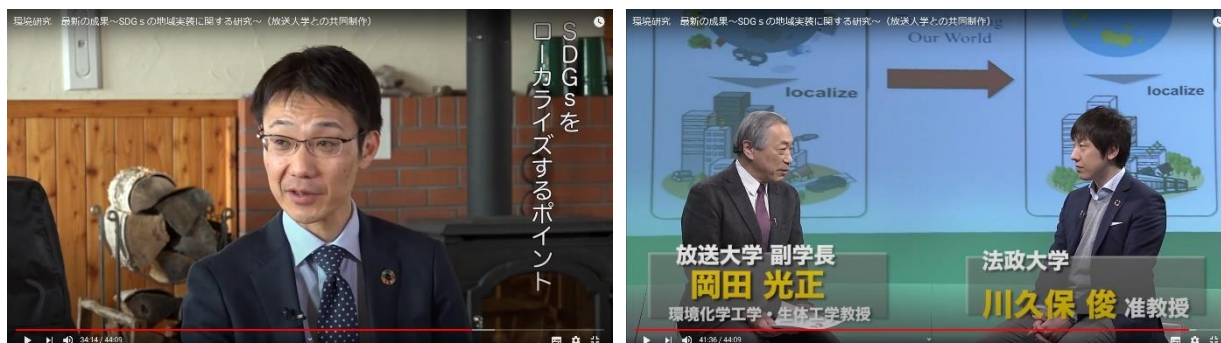 環境研究 最新の成果～SDGｓの地域実装に関する研究～（放送大学との共同制作）
SDGｓを
ローカライズするポイント
34:14 / 44:09
環境研究 最新の成果～SDGｓの地域実装に関する研究～（放送大学との共同制作）
Our World
localize
localize
放送大学 副学長
岡田 光正
環境化学工学・生体工学教授
法政大学
川久保 俊 准教授
41:36 / 44:09